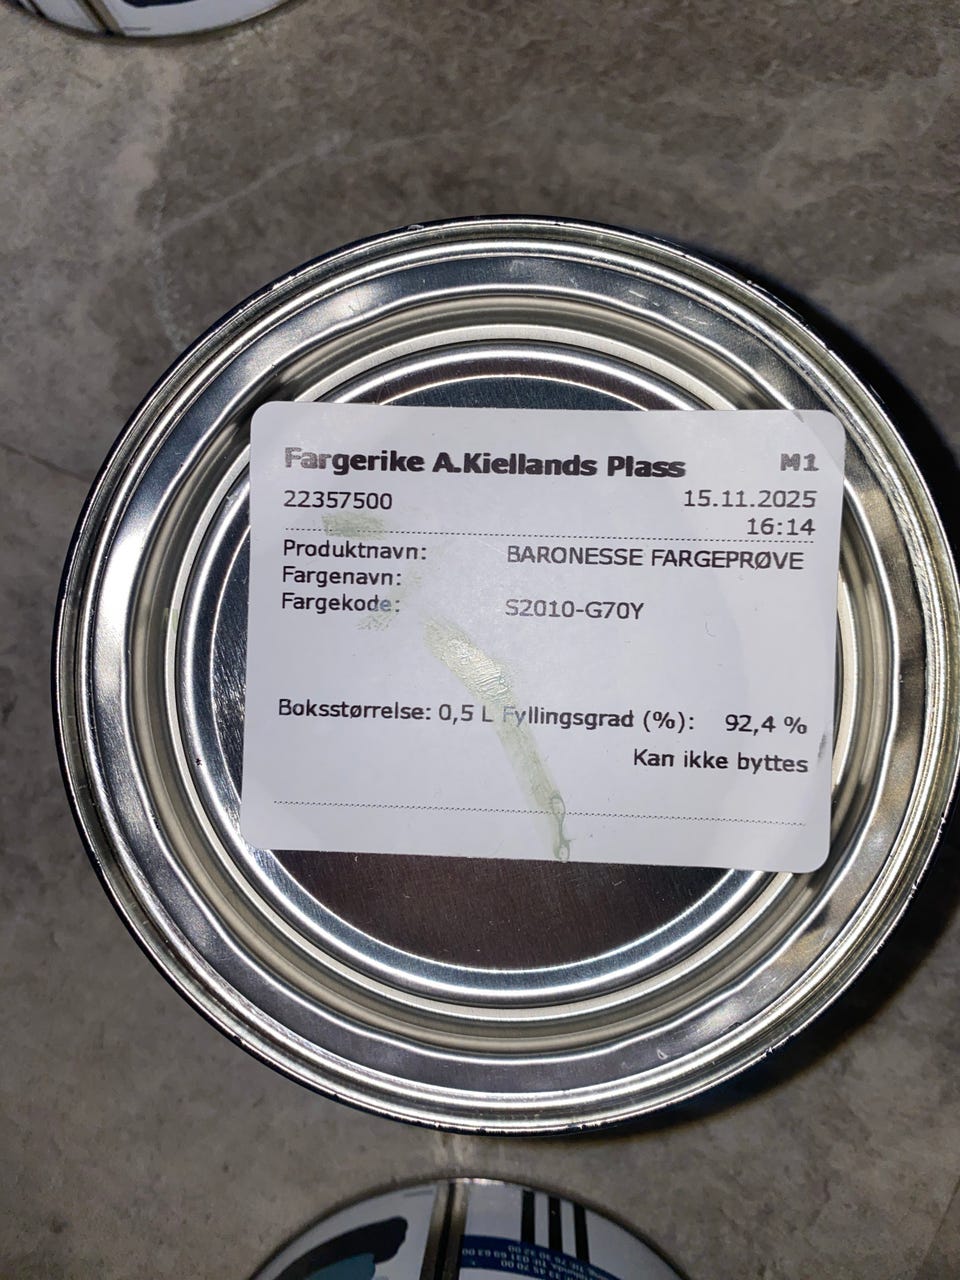 Fargerike A.Kiellands Plass M1
22357500 15.11.2025
16:14
Produktnavn: BARONESSE FARGEPRØVE
Fargenavn:
Fargekode: S2010-G70Y
Boksstørrelse: 0,5 L Fyllingsgrad (%): 92,4 %
Kan ikke byttes